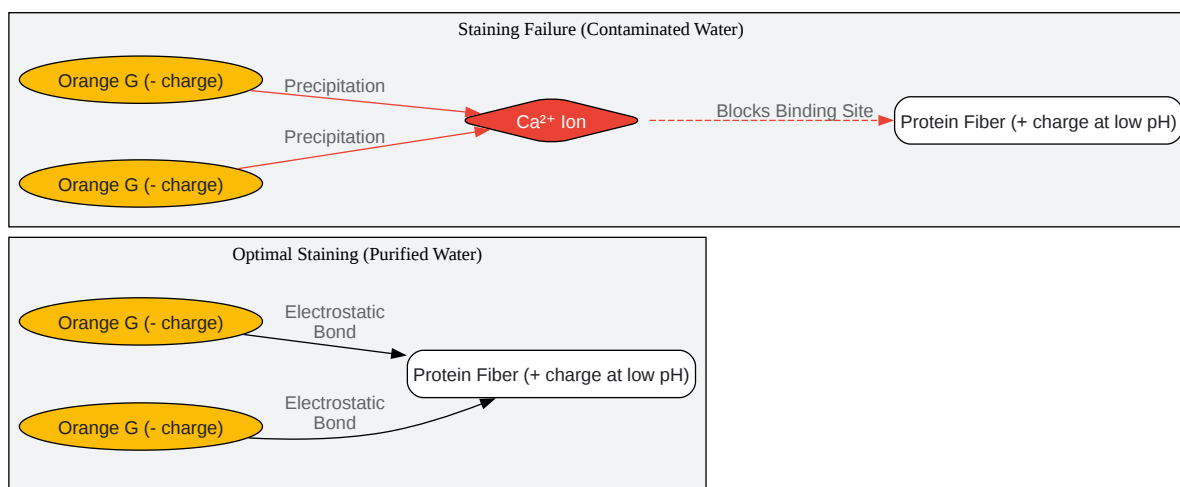 Staining Failure (Contaminated Water)
Orange G (- charge)
Precipitation
Ca²⁺ Ion
Blocks Binding Site
Protein Fiber (+ charge at low pH)
Precipitation
Orange G (- charge)
Optimal Staining (Purified Water)
Orange G (- charge)
Electrostatic
Bond
Protein Fiber (+ charge at low pH)
Electrostatic
Bond
Orange G (- charge)